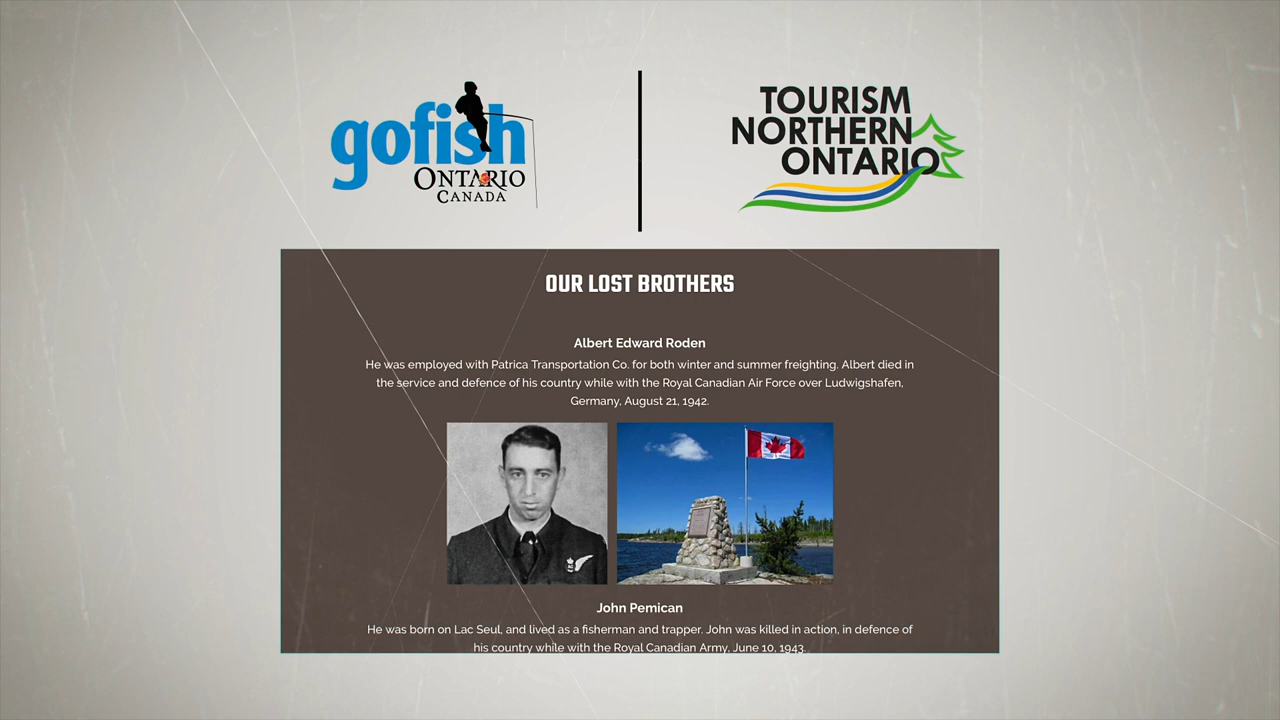 gofish
ONTARIO
CANADA
TOURISM
NORTHERN
ONTARIO
OUR LOST BROTHERS
Albert Edward Roden
He was employed with Patrica Transportation Co. for both winter and summer freighting. Albert died in
the service and defence of his country while with the Royal Canadian Air Force over Ludwigshafen,
Germany, August 21, 1942.
John Pemican
He was born on Lac Seul, and lived as a fisherman and trapper. John was killed in action, in defence of
his country while with the Royal Canadian Army, June 10, 1943.